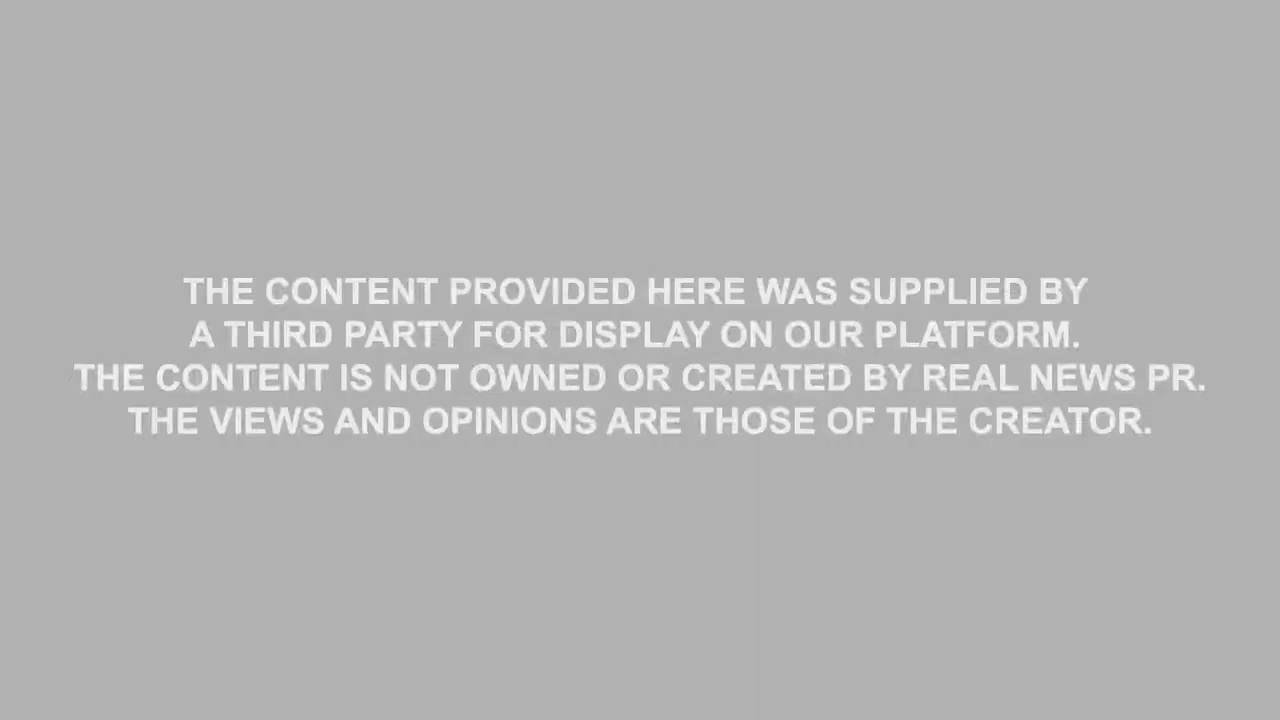 THE CONTENT PROVIDED HERE WAS SUPPLIED BY
A THIRD PARTY FOR DISPLAY ON OUR PLATFORM.
THE CONTENT IS NOT OWNED OR CREATED BY REAL NEWS PR.
THE VIEWS AND OPINIONS ARE THOSE OF THE CREATOR.